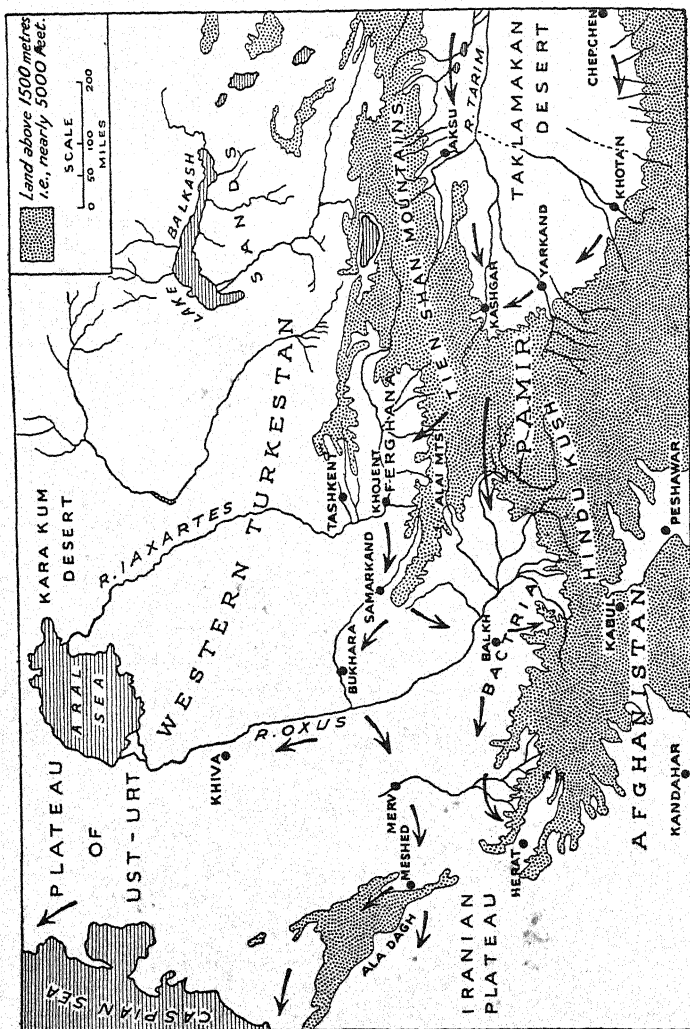 Land above 1500 metres
i.e., nearly 5000 feet.
SCALE
0 50 100 200
MILES
LAKE BALKASH
SANDS
KARA KUM
DESERT
ARAL
SEA
PLATEAU
OF
UST-URT
CASPIAN SEA
R. IAXARTES
WESTERN TURKESTAN
R. OXUS
KHIVA
TASHKENT
KHOJENT
FERGHANA
SAMARKAND
BUKHARA
ALAI MTS
TIEN SHAN MOUNTAINS
AKSU
R. TARIM
TAKLAMAKAN
DESERT
CHERCHEN
KHOTAN
YARKAND
KASHGAR
PAMIR
HINDU KUSH
BALKH
BACTRIA
MERV
MESHED
ALA DAGH
IRANIAN
PLATEAU
HERAT
AFGHANISTAN
KABUL
PESHAWAR
KANDAHAR